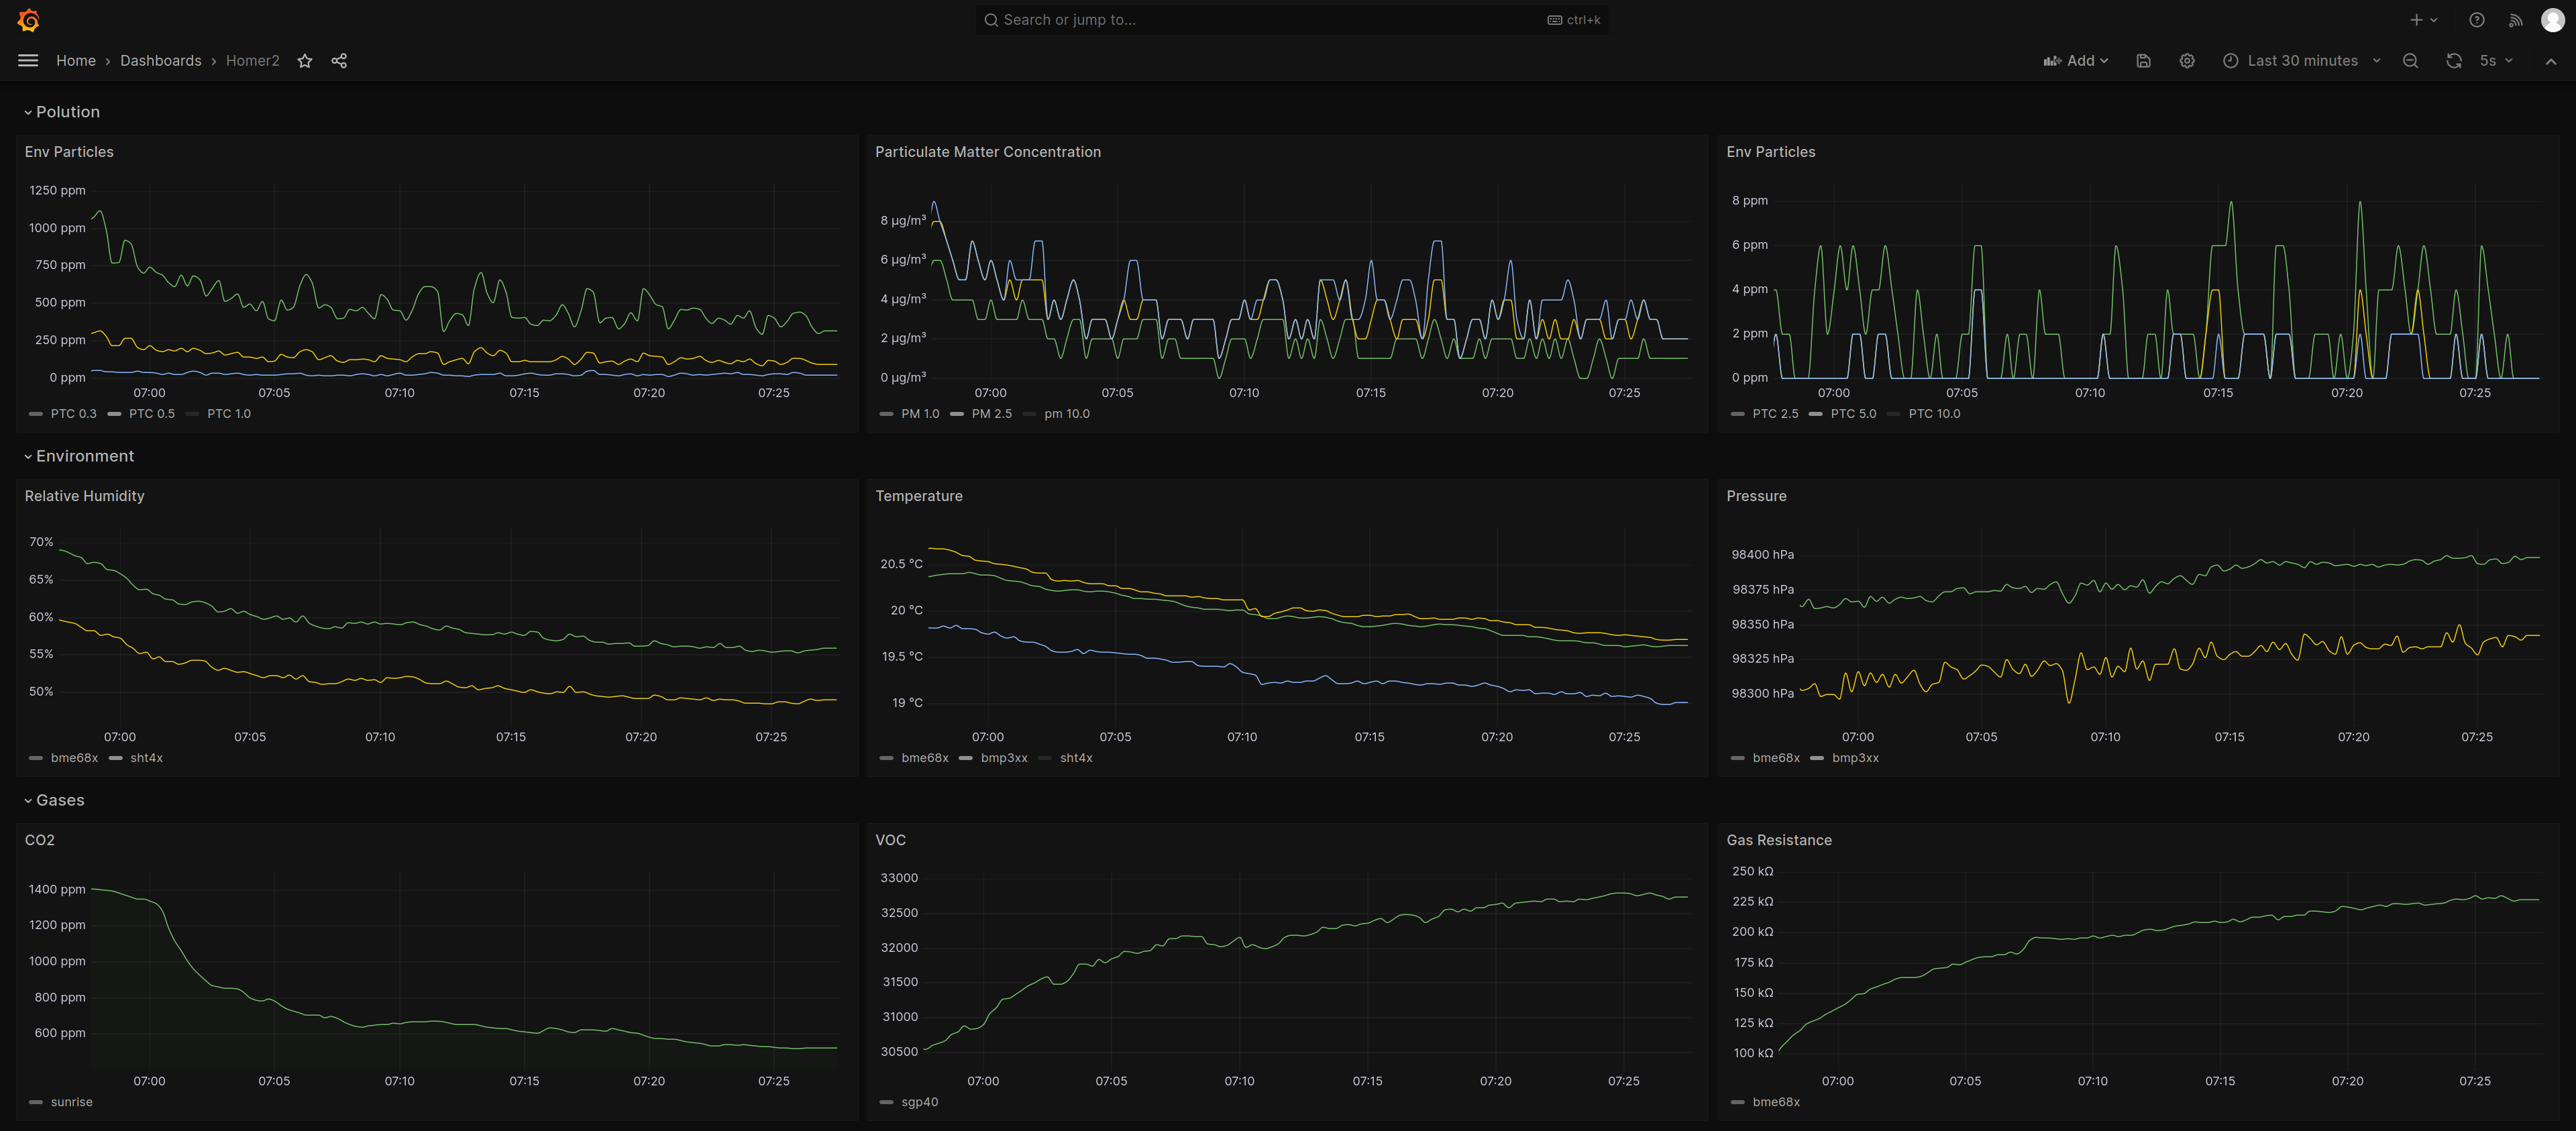 Search or jump to... ctrl+k
Home › Dashboards › Homer2 Add Last 30 minutes 5s
Polution
Env Particles
1250 ppm
1000 ppm
750 ppm
500 ppm
250 ppm
0 ppm
07:00 07:05 07:10 07:15 07:20 07:25
PTC 0.3 PTC 0.5 PTC 1.0
Particulate Matter Concentration
8 µg/m³
6 µg/m³
4 µg/m³
2 µg/m³
0 µg/m³
07:00 07:05 07:10 07:15 07:20 07:25
PM 1.0 PM 2.5 pm 10.0
Env Particles
8 ppm
6 ppm
4 ppm
2 ppm
0 ppm
07:00 07:05 07:10 07:15 07:20 07:25
PTC 2.5 PTC 5.0 PTC 10.0
Environment
Relative Humidity
70%
65%
60%
55%
50%
07:00 07:05 07:10 07:15 07:20 07:25
bme68x sht4x
Temperature
20.5 °C
20 °C
19.5 °C
19 °C
07:00 07:05 07:10 07:15 07:20 07:25
bme68x bmp3xx sht4x
Pressure
98400 hPa
98375 hPa
98350 hPa
98325 hPa
98300 hPa
07:00 07:05 07:10 07:15 07:20 07:25
bme68x bmp3xx
Gases
CO2
1400 ppm
1200 ppm
1000 ppm
800 ppm
600 ppm
07:00 07:05 07:10 07:15 07:20 07:25
sunrise
VOC
33000
32500
32000
31500
31000
30500
07:00 07:05 07:10 07:15 07:20 07:25
sgp40
Gas Resistance
250 kΩ
225 kΩ
200 kΩ
175 kΩ
150 kΩ
125 kΩ
100 kΩ
07:00 07:05 07:10 07:15 07:20 07:25
bme68x